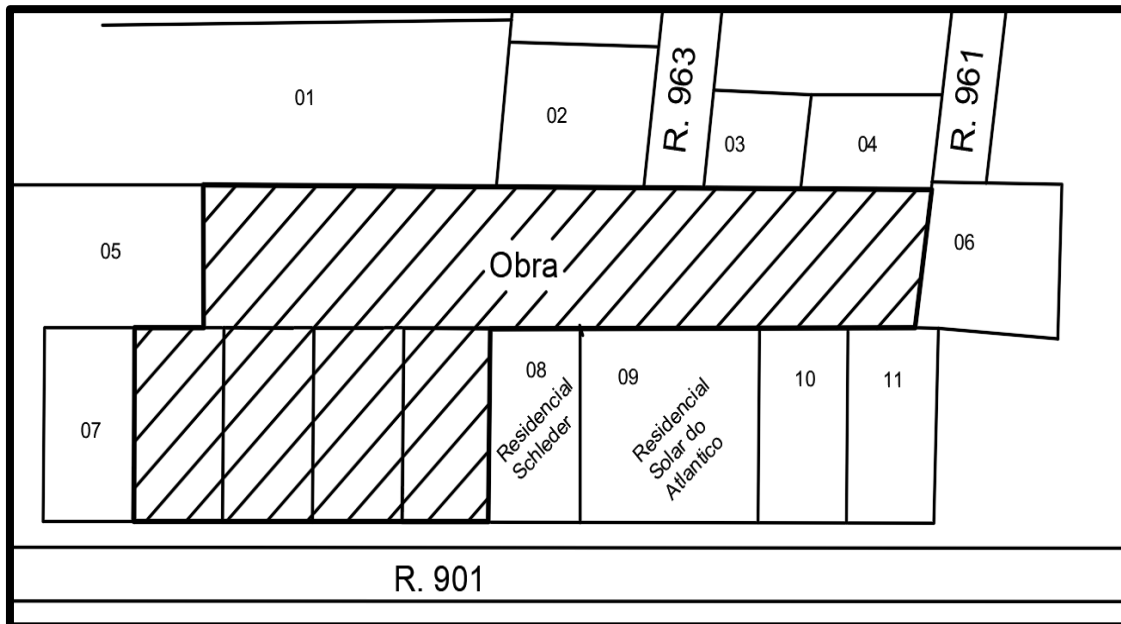 R. 963
R. 961
01
02
03
04
05
Obra
06
07
08
Residencial
Schleder
09
Residencial
Solar do
Atlantico
10
11
R. 901